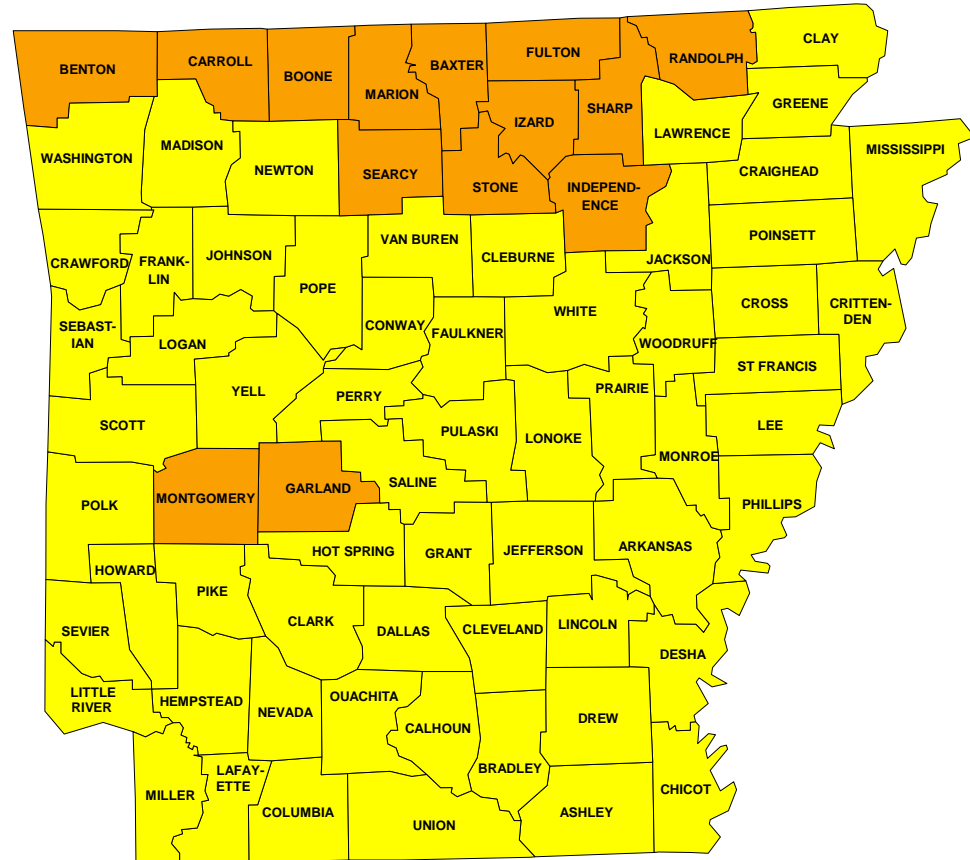 CLAY
FULTON
RANDOLPH
CARROLL
BAXTER
BENTON
BOONE
MARION
GREENE
SHARP
IZARD
LAWRENCE
MADISON
MISSISSIPPI
WASHINGTON
NEWTON
CRAIGHEAD
SEARCY
STONE
INDEPEND-
ENCE
POINSETT
VAN BUREN
JOHNSON
CLEBURNE
JACKSON
CRAWFORD
FRANK-
LIN
POPE
CROSS
CRITTEN-
DEN
WHITE
SEBAST-
IAN
CONWAY
FAULKNER
LOGAN
WOODRUFF
ST FRANCIS
YELL
PERRY
PRAIRIE
SCOTT
LEE
PULASKI
LONOKE
MONROE
SALINE
GARLAND
MONTGOMERY
POLK
PHILLIPS
HOT SPRING
GRANT
JEFFERSON
ARKANSAS
HOWARD
PIKE
CLARK
LINCOLN
SEVIER
DALLAS
CLEVELAND
DESHA
LITTLE
RIVER
HEMPSTEAD
OUACHITA
NEVADA
DREW
CALHOUN
BRADLEY
LAFAY-
ETTE
MILLER
CHICOT
COLUMBIA
ASHLEY
UNION